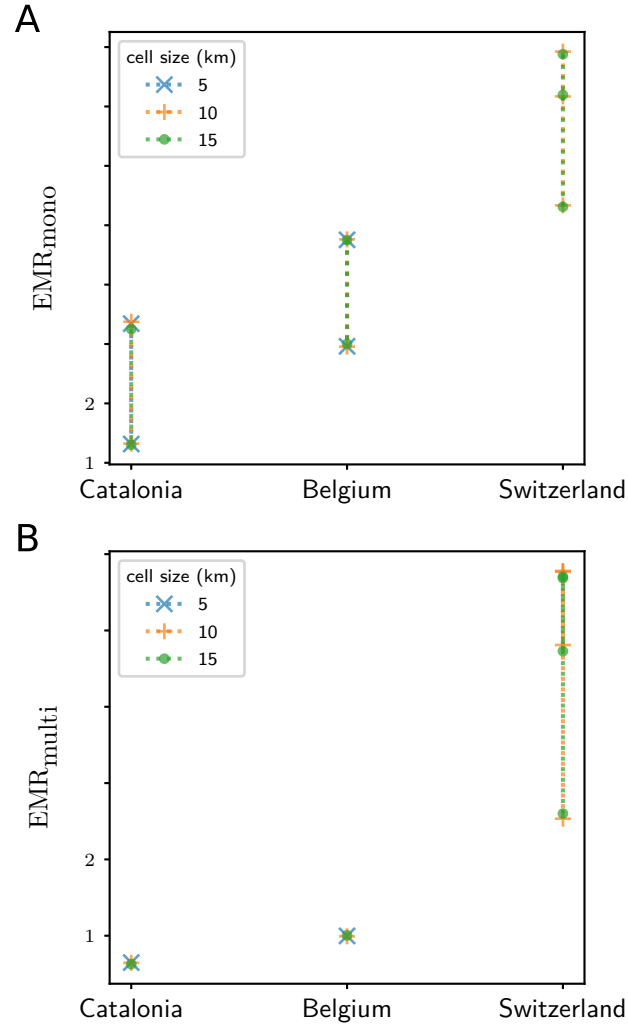 A
cell size (km)
5
10
15
EMRmono
2
1
Catalonia Belgium Switzerland
B
cell size (km)
5
10
15
EMRmulti
2
1
Catalonia Belgium Switzerland